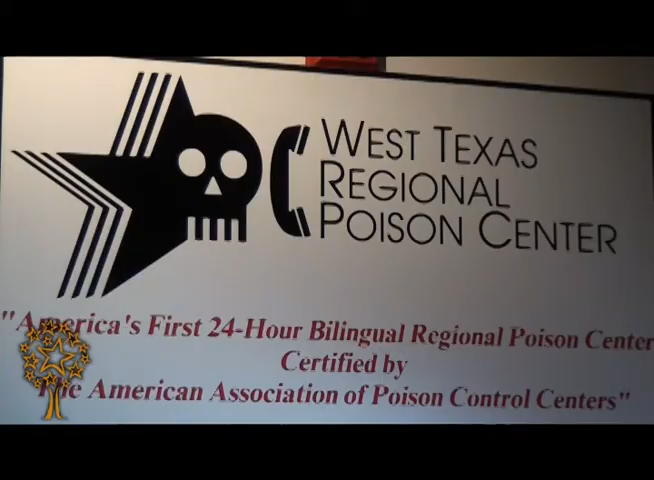 WEST TEXAS
REGIONAL
POISON CENTER
"America's First 24-Hour Bilingual Regional Poison Center
Certified by
The American Association of Poison Control Centers"